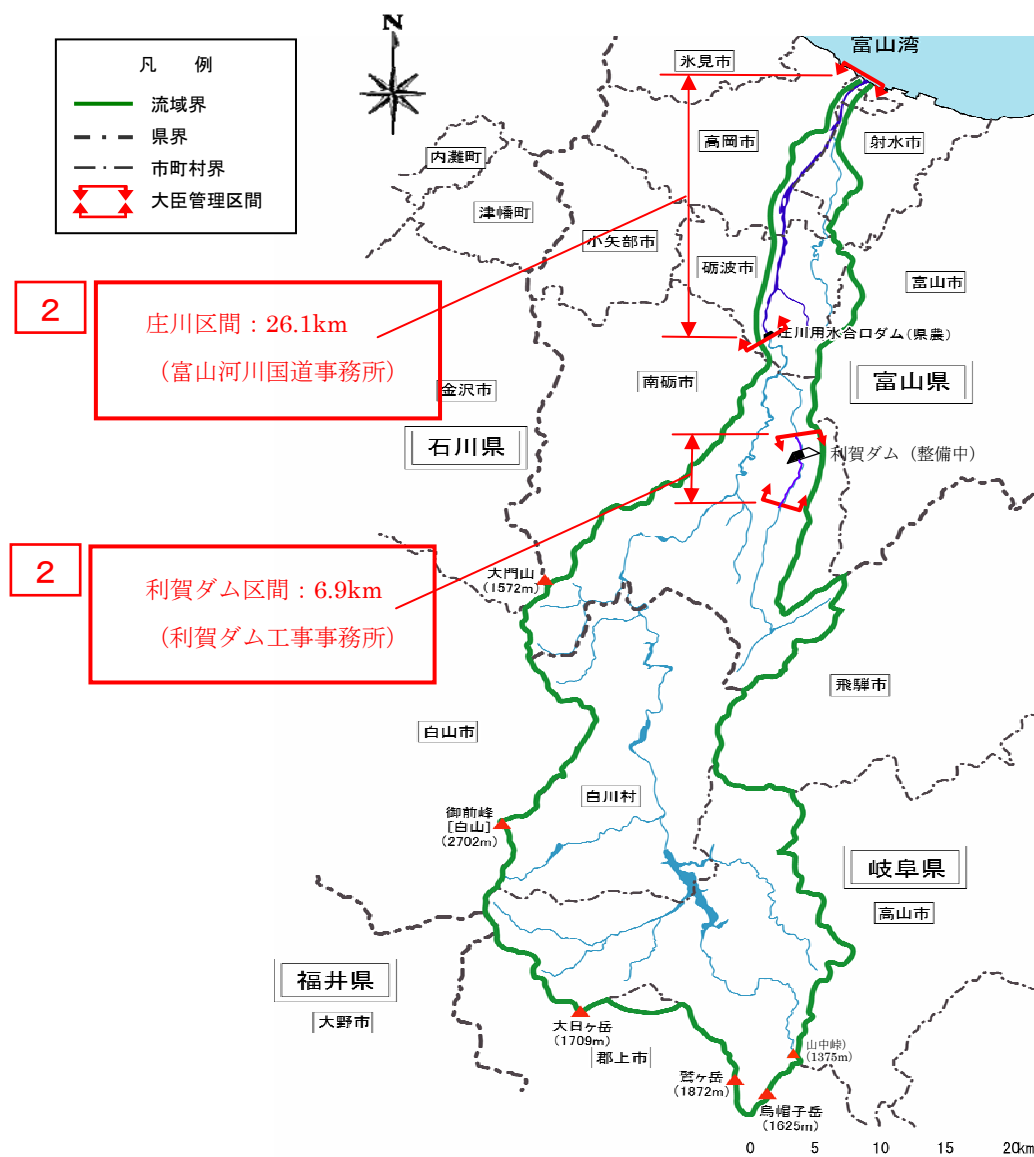 N
富山湾
凡 例
流域界
県界
市町村界
大臣管理区間
氷見市
高岡市
射水市
内灘町
津幡町
小矢部市
砺波市
富山市
2
庄川区間：26.1km
（富山河川国道事務所）
庄川用水合口ダム（県農）
南砺市
富山県
金沢市
石川県
利賀ダム（整備中）
2
利賀ダム区間：6.9km
（利賀ダム工事事務所）
大門山
（1572m）
飛騨市
白山市
白川村
御前峰
［白山］
（2702m）
岐阜県
高山市
福井県
大野市
大日ヶ岳
（1709m）
郡上市
山中峠）
（1375m）
鷲ヶ岳
（1872m）
烏帽子岳
（1625m）
0 5 10 15 20km